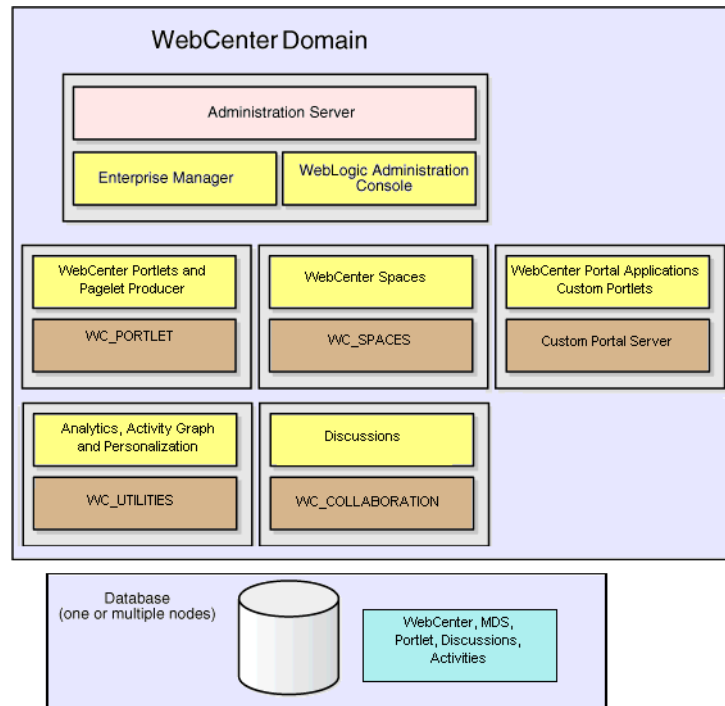 WebCenter Domain
Administration Server
Enterprise Manager
WebLogic Administration
Console
WebCenter Portlets and
Pagelet Producer
WC_PORTLET
WebCenter Spaces
WC_SPACES
WebCenter Portal Applications
Custom Portlets
Custom Portal Server
Analytics, Activity Graph
and Personalization
WC_UTILITIES
Discussions
WC_COLLABORATION
Database
(one or multiple nodes)
WebCenter, MDS,
Portlet, Discussions,
Activities